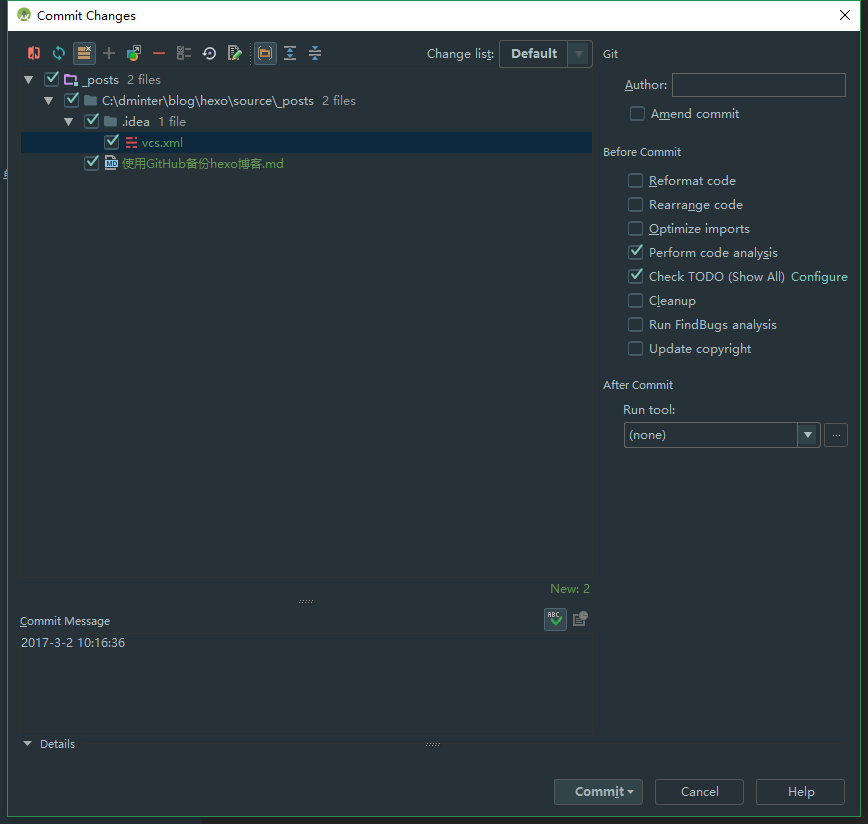 Commit Changes
Change list: Default
_posts 2 files
C:\dminter\blog\hexo\source\_posts 2 files
.idea 1 file
vcs.xml
MD 使用GitHub备份hexo博客.md
New: 2
Commit Message
ABC
2017-3-2 10:16:36
Details
Git
Author:
Amend commit
Before Commit
Reformat code
Rearrange code
Optimize imports
Perform code analysis
Check TODO (Show All) Configure
Cleanup
Run FindBugs analysis
Update copyright
After Commit
Run tool:
(none) ...
Commit Cancel Help